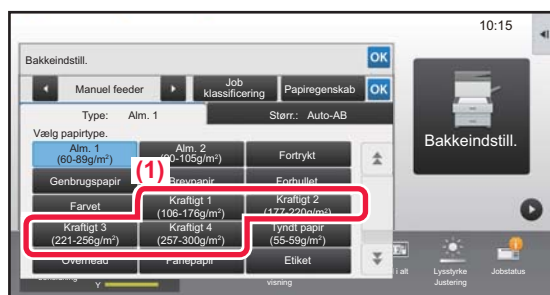 10:15
Bakkeindstill.
OK
Manuel feeder
Job
klassificering
Papiregenskab
OK
Type: Alm. 1
Størr.: Auto-AB
Vælg papirtype.
Alm. 1
(60-89g/m²)
Alm. 2
-105g/m²)
Fortrykt
Bakkeindstill.
(1)
Genbrugspapir
Brevpapir
Forhullet
Farvet
Kraftigt 1
(106-176g/m²)
Kraftigt 2
(177-220g/m²)
Kraftigt 3
(221-256g/m²)
Kraftigt 4
(257-300g/m²)
Tyndt papir
(55-59g/m²)
Overhead
Fanepapir
Etiket
i alt
Lysstyrke
Justering
Jobstatus
Y
visning